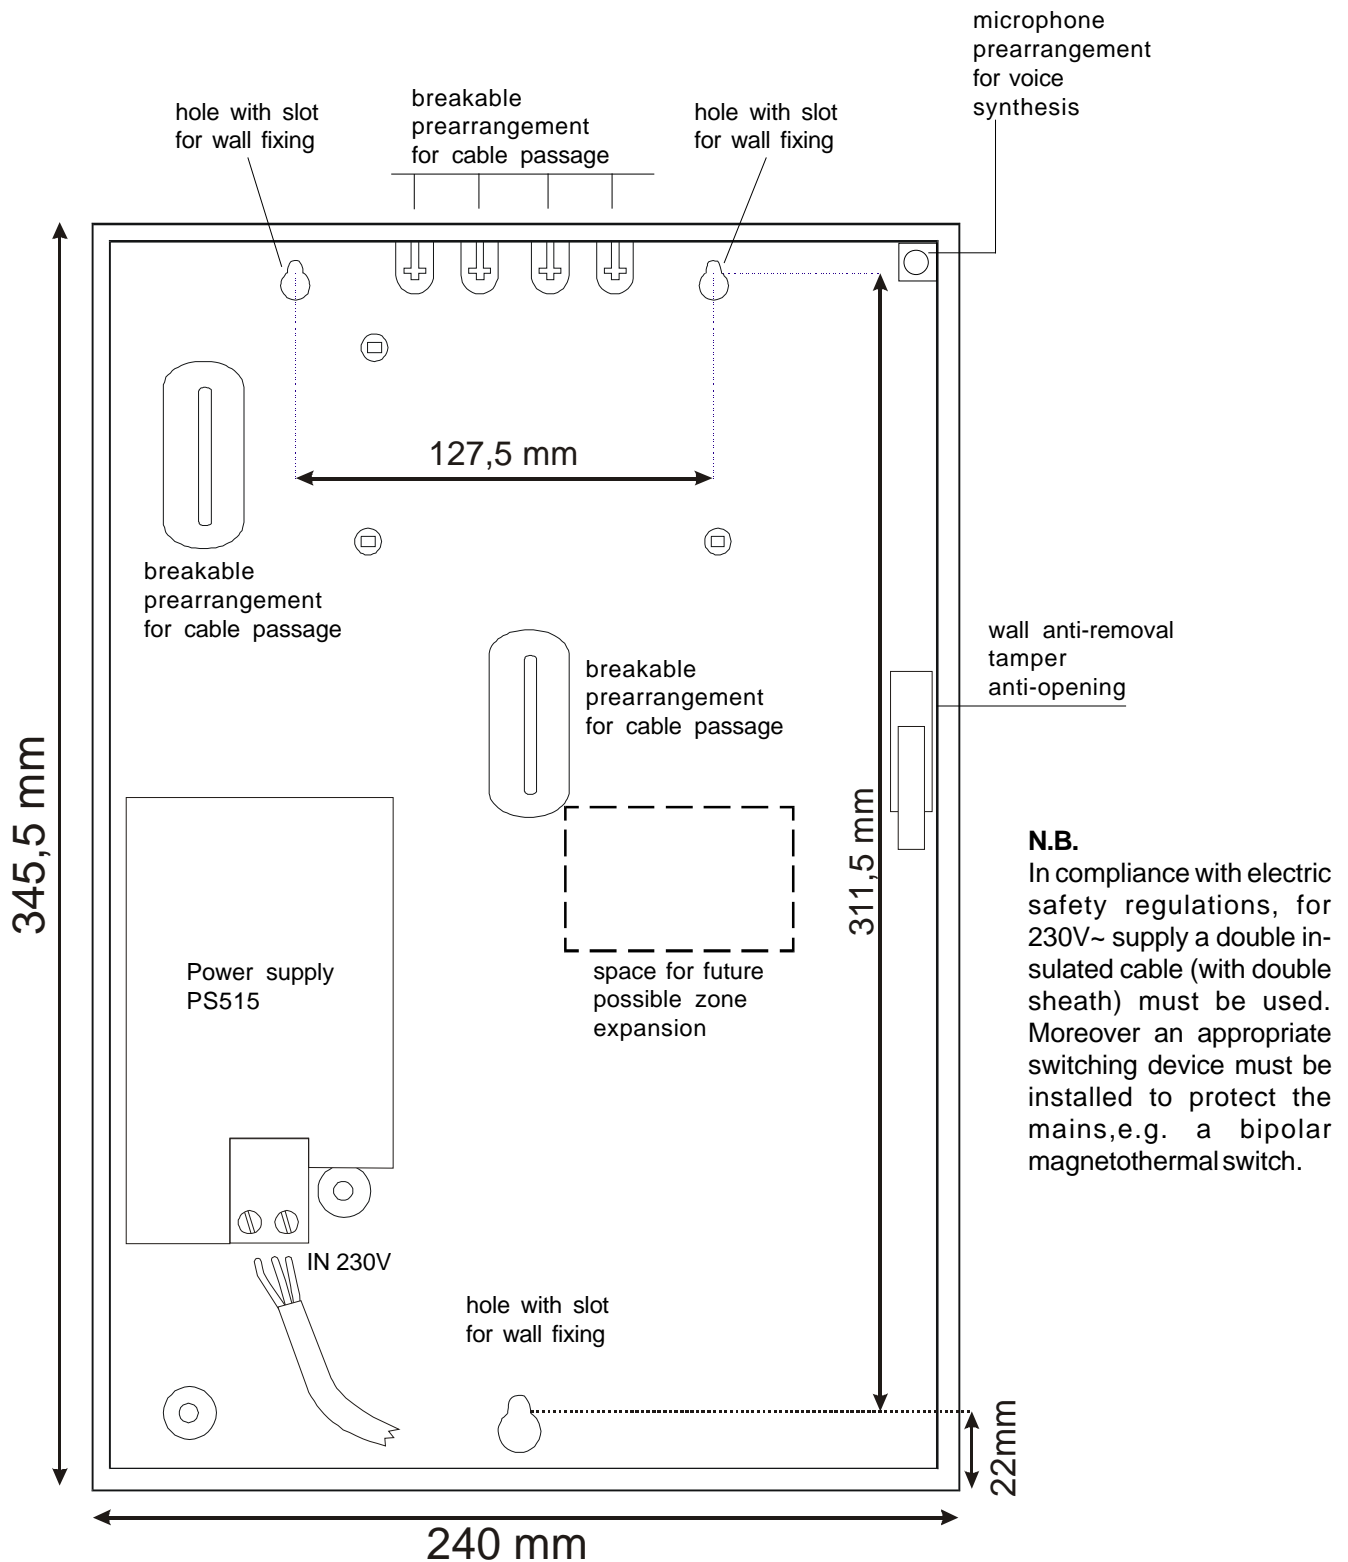 microphone
prearrangement
for voice
synthesis
hole with slot
for wall fixing
breakable
prearrangement
for cable passage
hole with slot
for wall fixing
127,5 mm
breakable
prearrangement
for cable passage
breakable
prearrangement
for cable passage
wall anti-removal
tamper
anti-opening
345,5 mm
311,5 mm
N.B.
In compliance with electric
safety regulations, for
230V~ supply a double in-
sulated cable (with double
sheath) must be used.
Moreover an appropriate
switching device must be
installed to protect the
mains,e.g. a bipolar
magnetothermal switch.
Power supply
PS515
space for future
possible zone
expansion
IN 230V
hole with slot
for wall fixing
22mm
240 mm